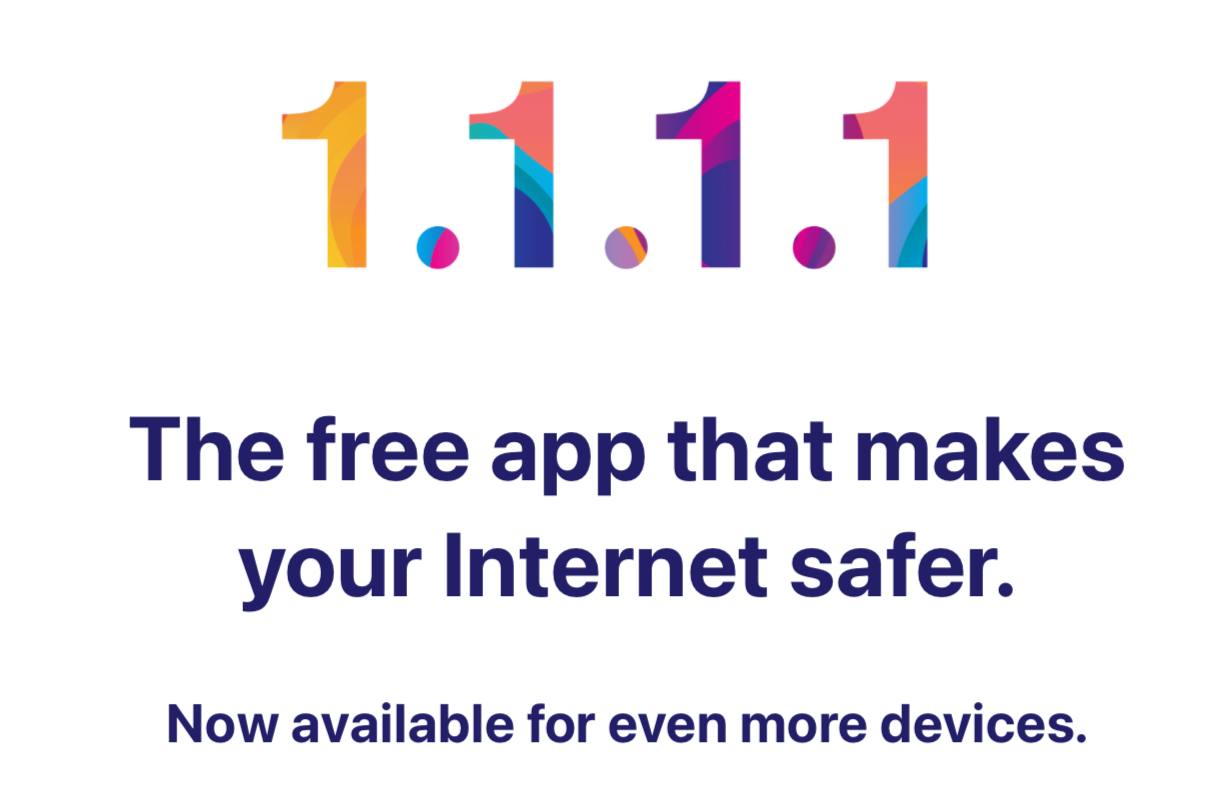 1.1.1.1
The free app that makes
your Internet safer.
Now available for even more devices.